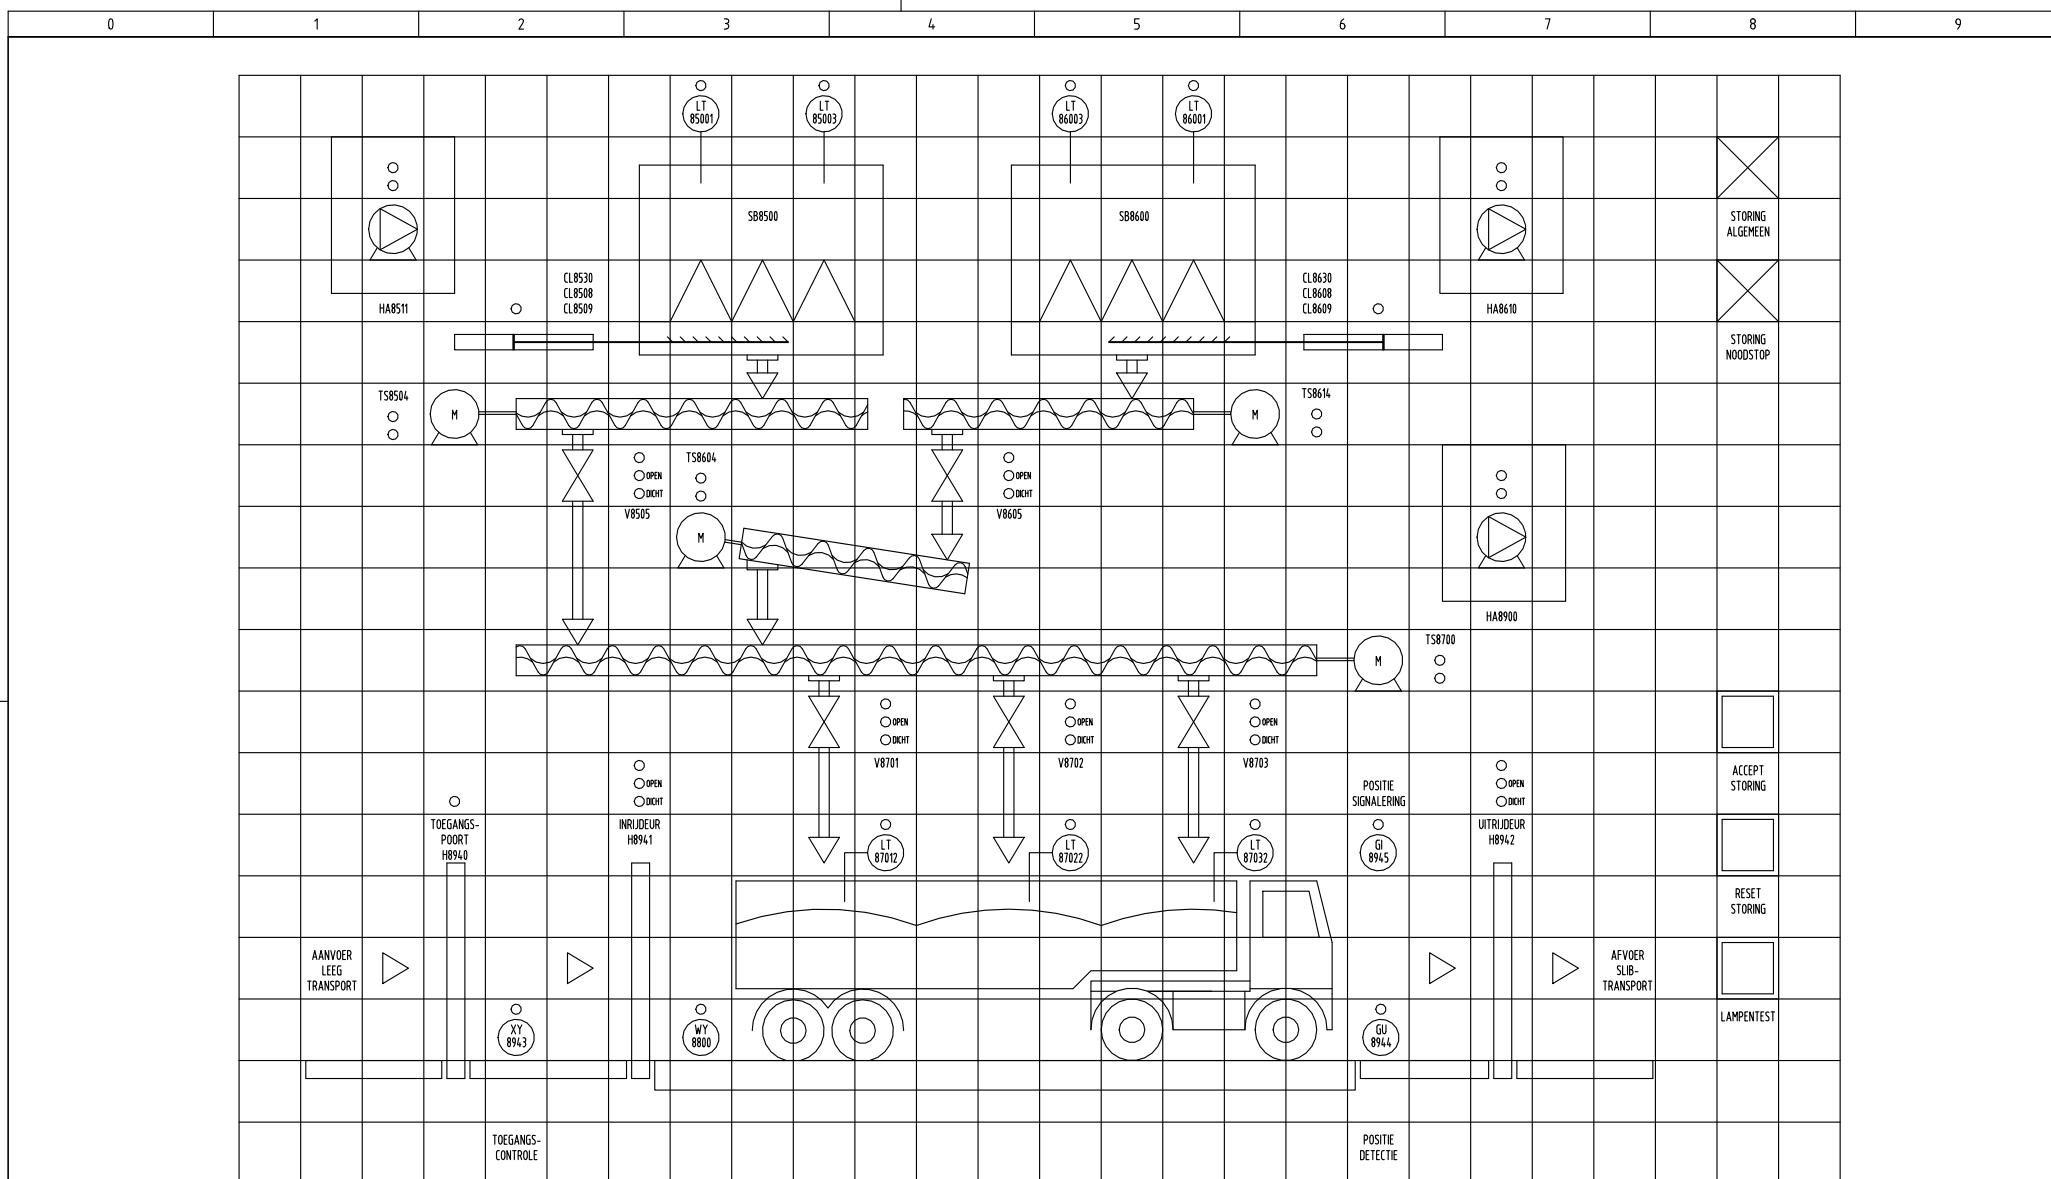 0 1 2 3 4 5 6 7 8 9
LT
85001
LT
85003
LT
86003
LT
86001
SB8500
SB8600
STORING
ALGEMEEN
HA8511
CL8530
CL8508
CL8509
CL8630
CL8608
CL8609
HA8610
STORING
NOODSTOP
TS8504
M
M
TS8614
OPEN
DICHT
V8505
TS8604
M
OPEN
DICHT
V8605
HA8900
TS8700
M
OPEN
DICHT
V8701
OPEN
DICHT
V8702
OPEN
DICHT
V8703
ACCEPT
STORING
TOEGANGS-
POORT
H8940
OPEN
DICHT
INRIJDEUR
H8941
POSITIE
SIGNALERING
OPEN
DICHT
UITRIJDEUR
H8942
LT
87012
LT
87022
LT
87032
GI
8945
RESET
STORING
AANVOER
LEEG
TRANSPORT
AFVOER
SLIB-
TRANSPORT
XY
8943
WY
8800
GU
8944
LAMPENTEST
TOEGANGS-
CONTROLE
POSITIE
DETECTIE